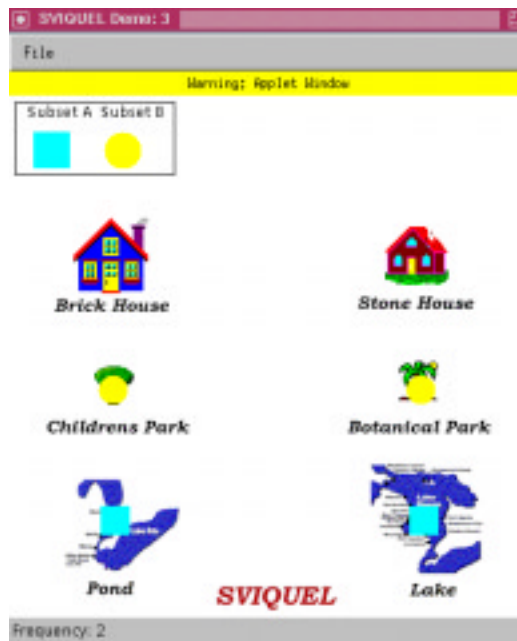 SVIQUEL Demo: 3
File
Warning: Applet Window
Subset A Subset B
Brick House
Stone House
Childrens Park
Botanical Park
Pond
SVIQUEL
Lake
Frequency: 2